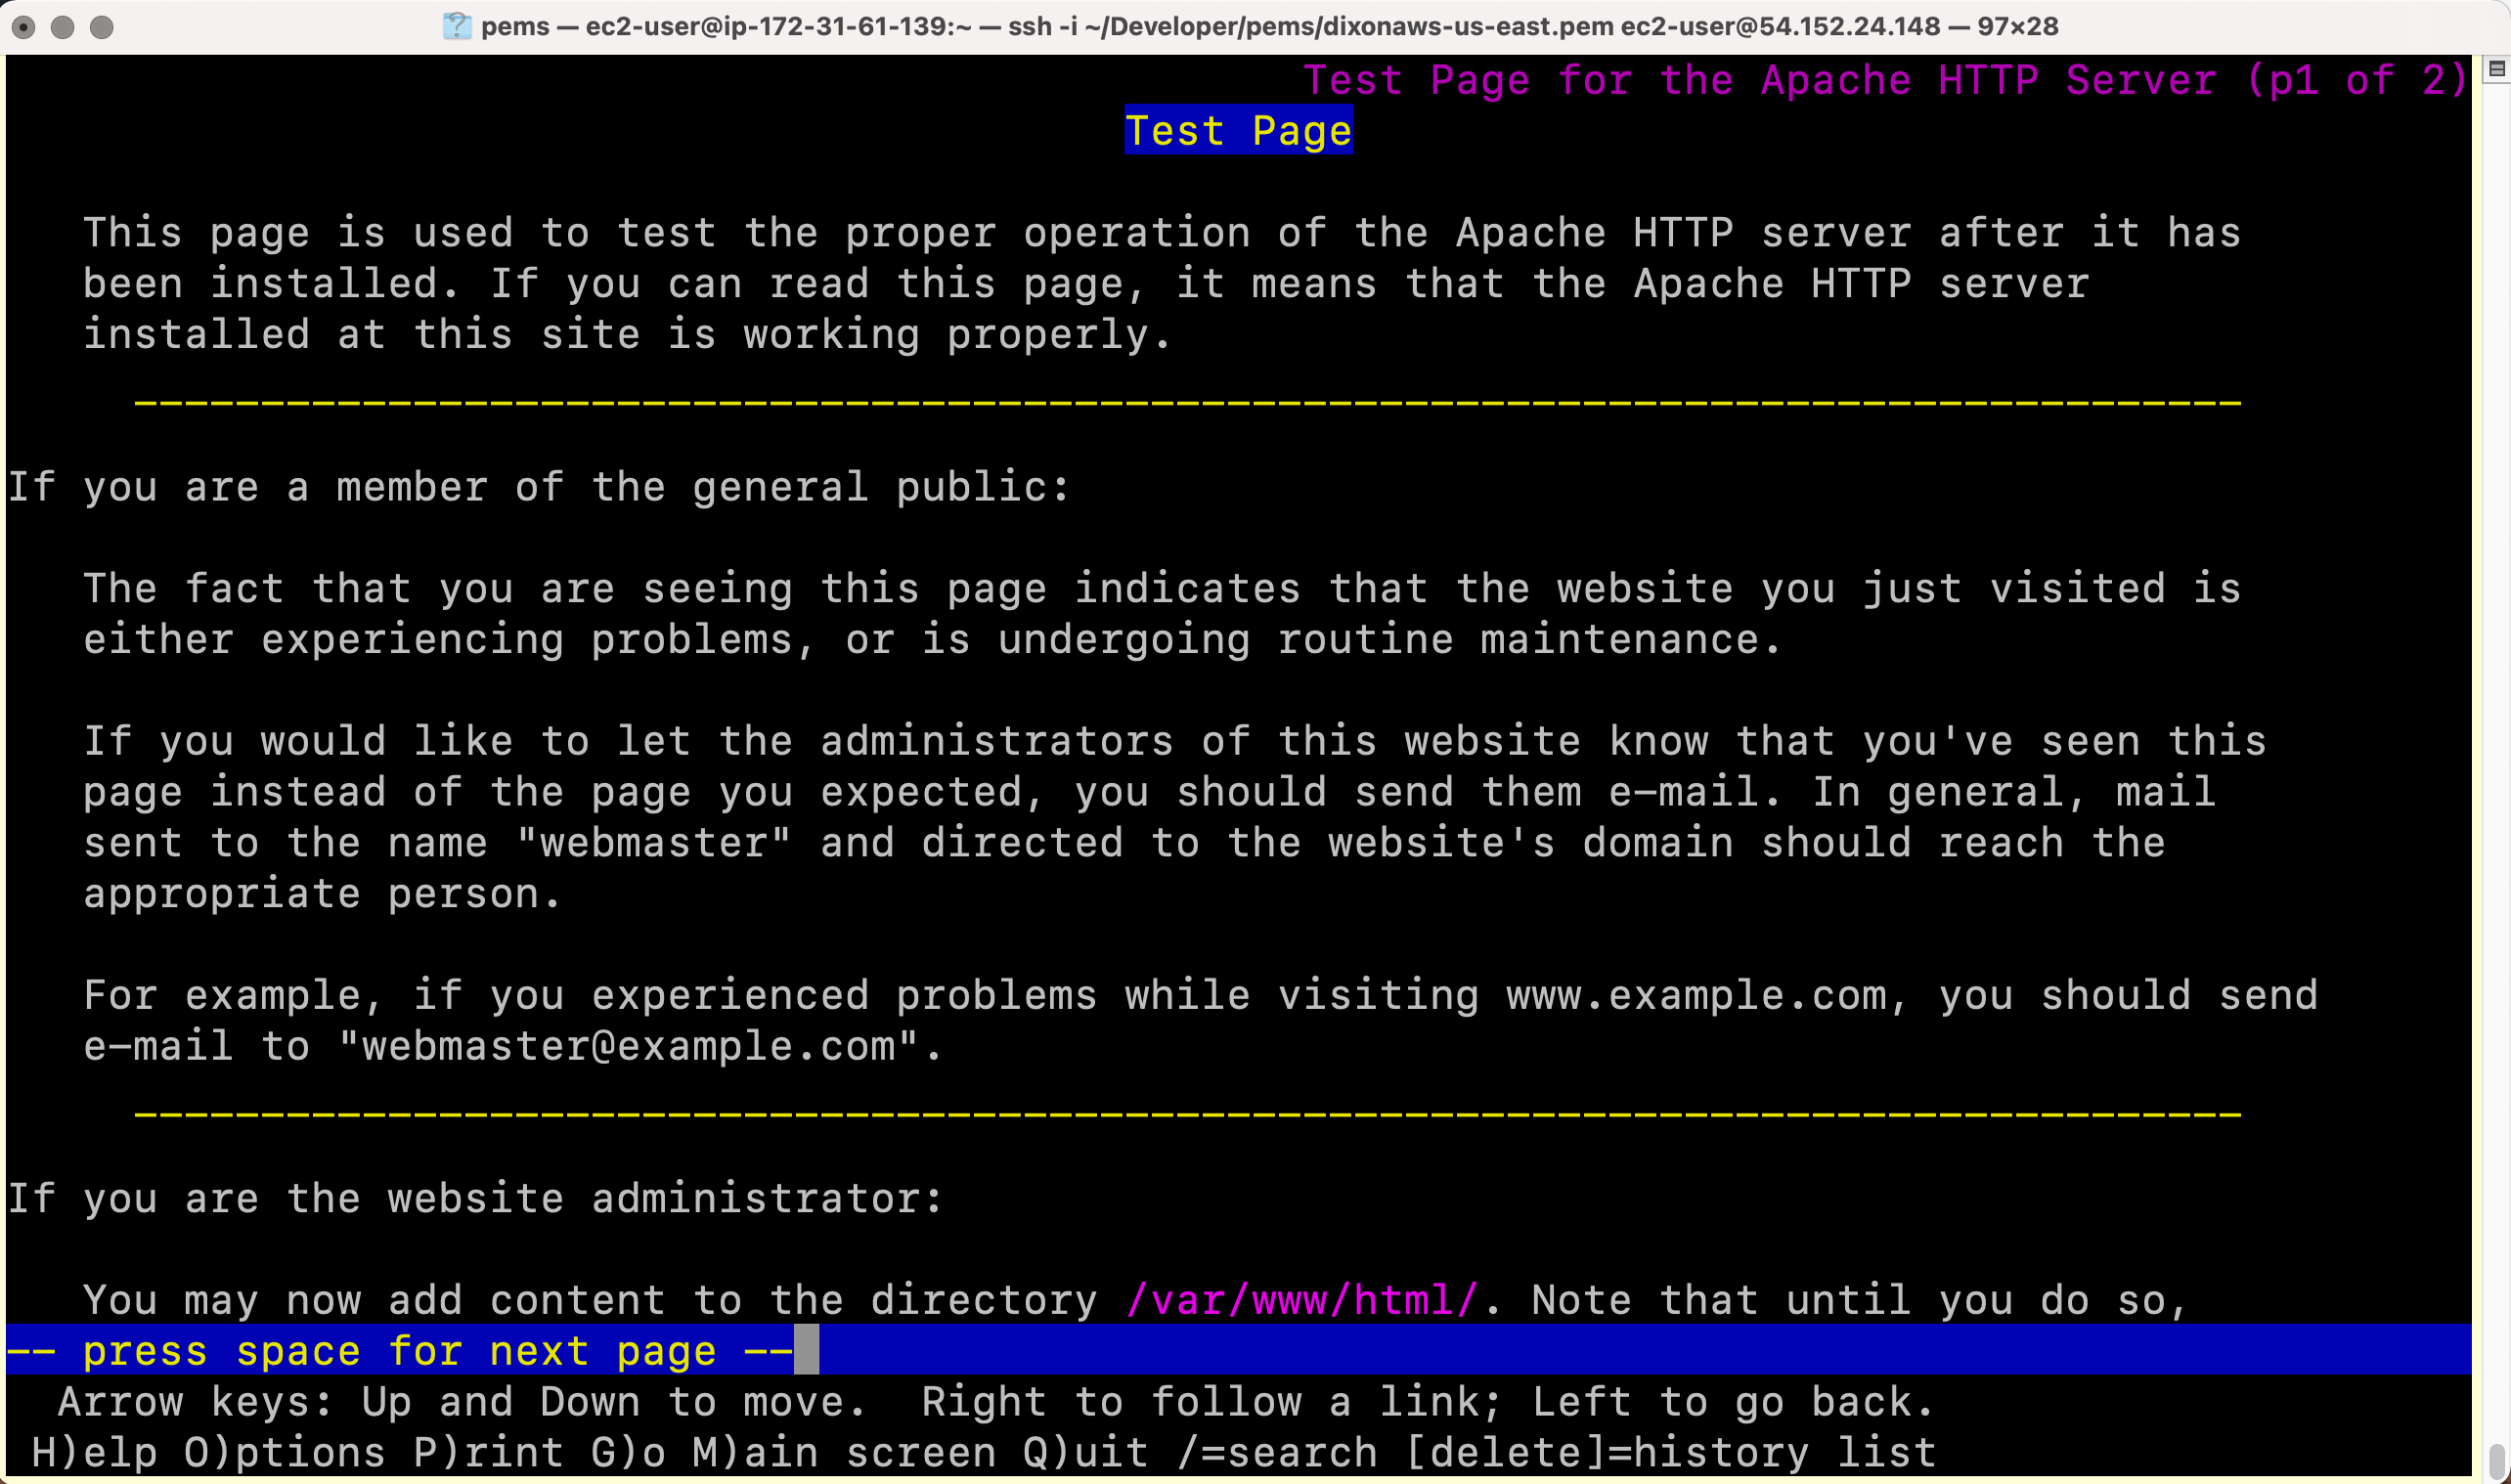 pems — ec2-user@ip-172-31-61-139:~ — ssh -i ~/Developer/pems/dixonaws-us-east.pem ec2-user@54.152.24.148 — 97×28
Test Page for the Apache HTTP Server (p1 of 2)
Test Page
This page is used to test the proper operation of the Apache HTTP server after it has
been installed. If you can read this page, it means that the Apache HTTP server
installed at this site is working properly.
-----------------------------------------------------------------------------------
If you are a member of the general public:
The fact that you are seeing this page indicates that the website you just visited is
either experiencing problems, or is undergoing routine maintenance.
If you would like to let the administrators of this website know that you've seen this
page instead of the page you expected, you should send them e-mail. In general, mail
sent to the name "webmaster" and directed to the website's domain should reach the
appropriate person.
For example, if you experienced problems while visiting www.example.com, you should send
e-mail to "webmaster@example.com".
-----------------------------------------------------------------------------------
If you are the website administrator:
You may now add content to the directory /var/www/html/. Note that until you do so,
-- press space for next page --
Arrow keys: Up and Down to move.  Right to follow a link; Left to go back.
H)elp O)ptions P)rint G)o M)ain screen Q)uit /=search [delete]=history list